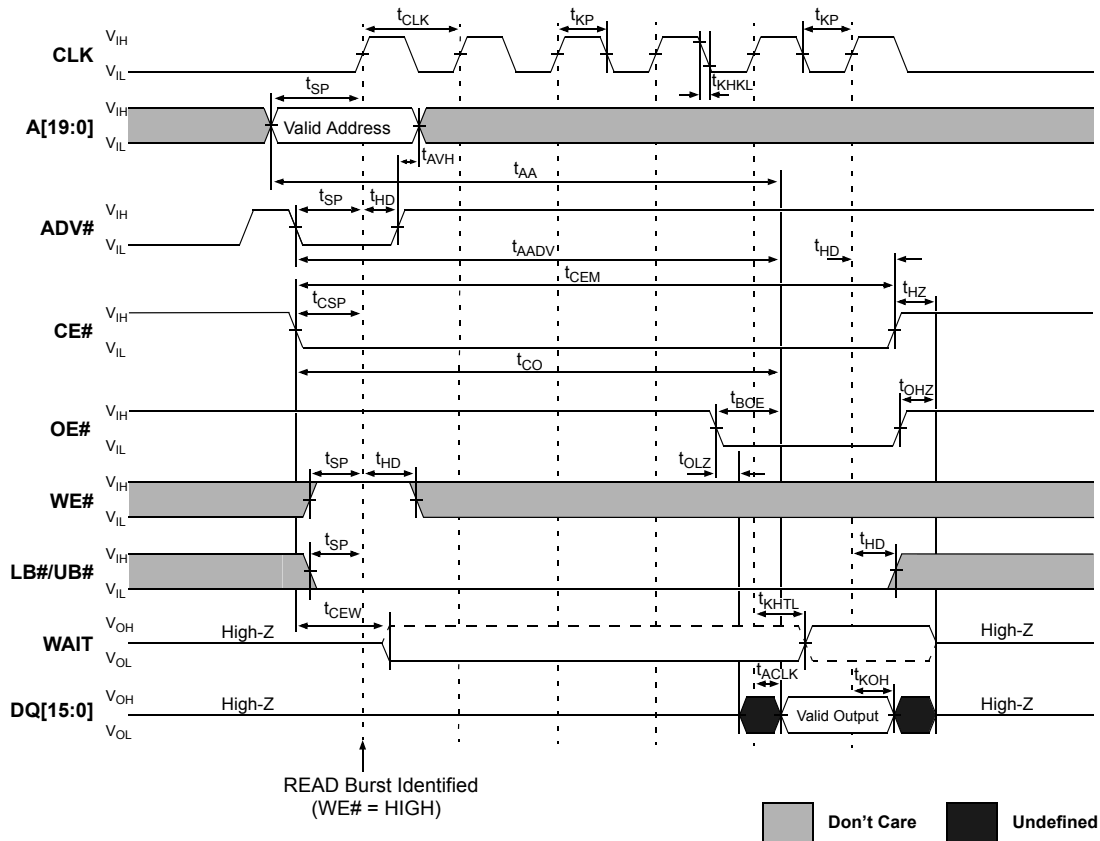 tCLK
tKP
tKP
CLK
VIH
VIL
tKHKL
tSP
A[19:0]
VIH
VIL
Valid Address
tAVH
tAA
tSP
tHD
ADV#
VIH
VIL
tAADV
tHD
tCEM
tCSP
tHZ
CE#
VIH
VIL
tCO
tBOE
tOHZ
OE#
VIH
VIL
tOLZ
tSP
tHD
WE#
VIH
VIL
tSP
tHD
LB#/UB#
VIH
VIL
tCEW
tKHTL
WAIT
VOH
VOL
High-Z
High-Z
tACLK
tKOH
DQ[15:0]
VOH
VOL
High-Z
Valid Output
High-Z
READ Burst Identified
(WE# = HIGH)
Don't Care
Undefined